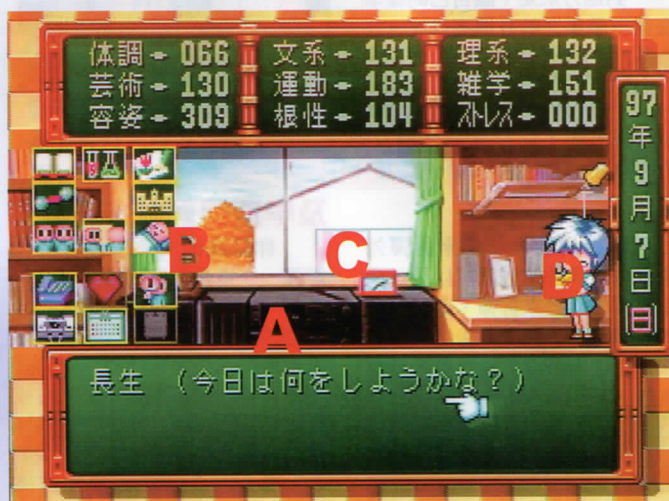 体調 066 文系 131 理系 132
芸術 130 運動 183 雑学 151
容姿 309 根性 104 ストレス 000
97年9月7日(日)
B
C
D
A
長生 (今日は何をしようかな?)